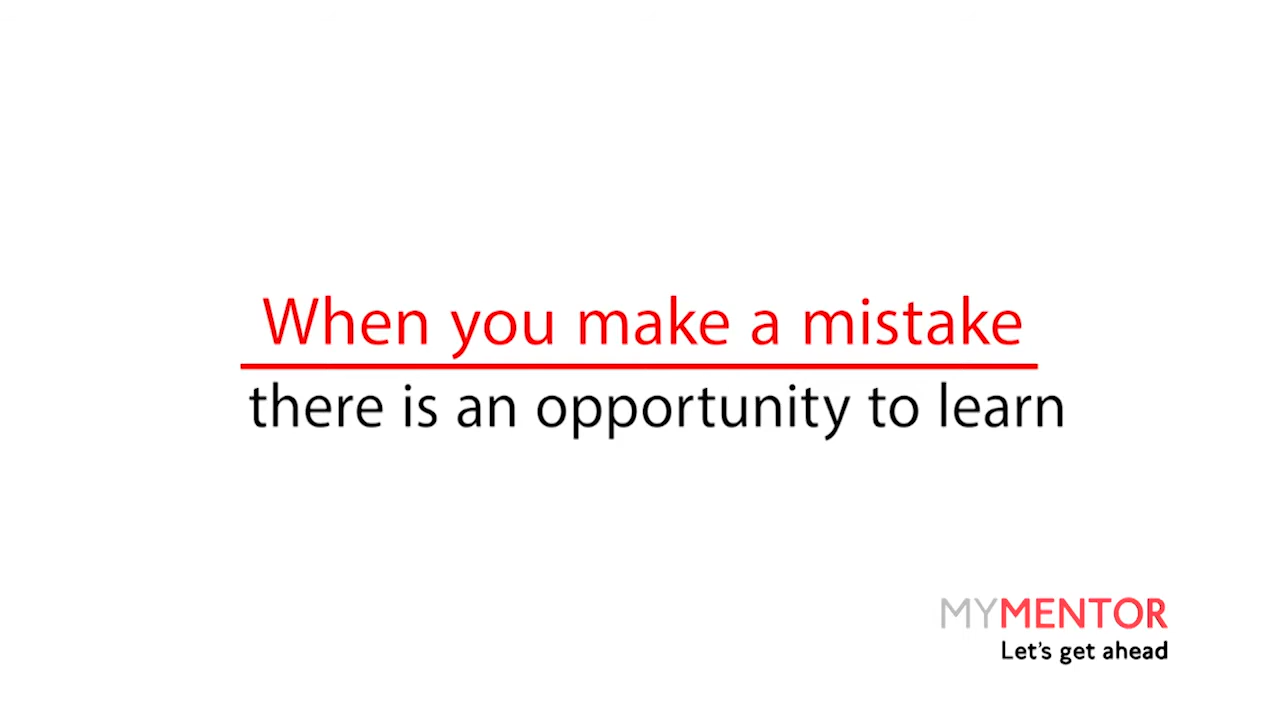 When you make a mistake
there is an opportunity to learn
MYMENTOR
Let's get ahead